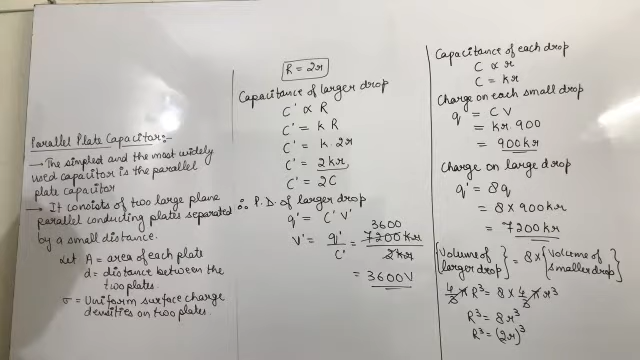 Parallel Plate Capacitor:-
→ The simplest and the most widely
used capacitor is the parallel
plate capacitor
→ It consists of two large plane
parallel conducting plates separated
by a small distance.
Let A = area of each plate
d = distance between the
two plates.
σ = Uniform surface charge
densities on two plates.
R = 2r
Capacitance of larger drop
C' ∝ R
C' = k R
C' = k. 2r
C' = 2kr
C' = 2C
∴ P.D. of larger drop
q' = C' V'
3600
V' = q'/C' = 7200kr/2kr
= 3600V
Capacitance of each drop
C ∝ r
C = kr
Charge on each small drop
q = CV
= kr. 900
= 900kr
Charge on large drop
q' = 8q
= 8 × 900kr
= 7200kr
{Volume of larger drop} = 8 × {Volume of smaller drop}
4/3 π R³ = 8 × 4/3 π r³
R³ = 8r³
R³ = (2r)³